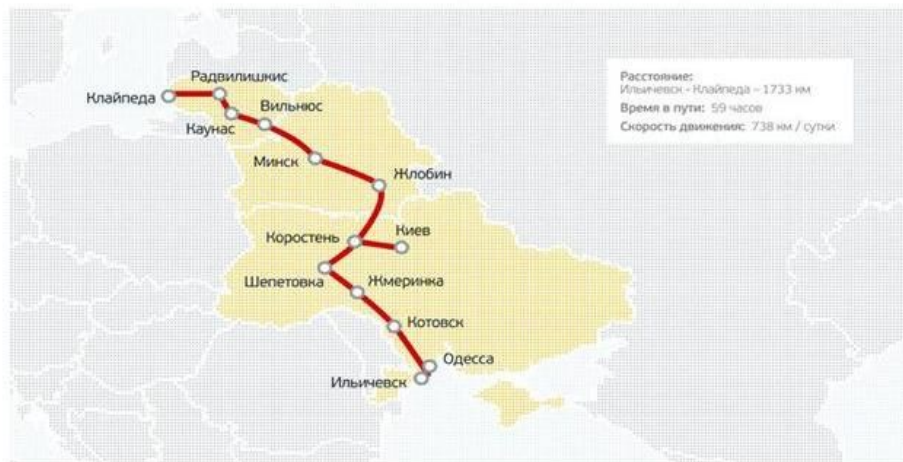 Расстояние:
Ильичевск - Клайпеда – 1733 км
Время в пути: 59 часов
Скорость движения: 738 км / сутки
Радвилишкис
Клайпеда
Вильнюс
Каунас
Минск
Жлобин
Киев
Коростень
Шепетовка
Жмеринка
Котовск
Одесса
Ильичевск